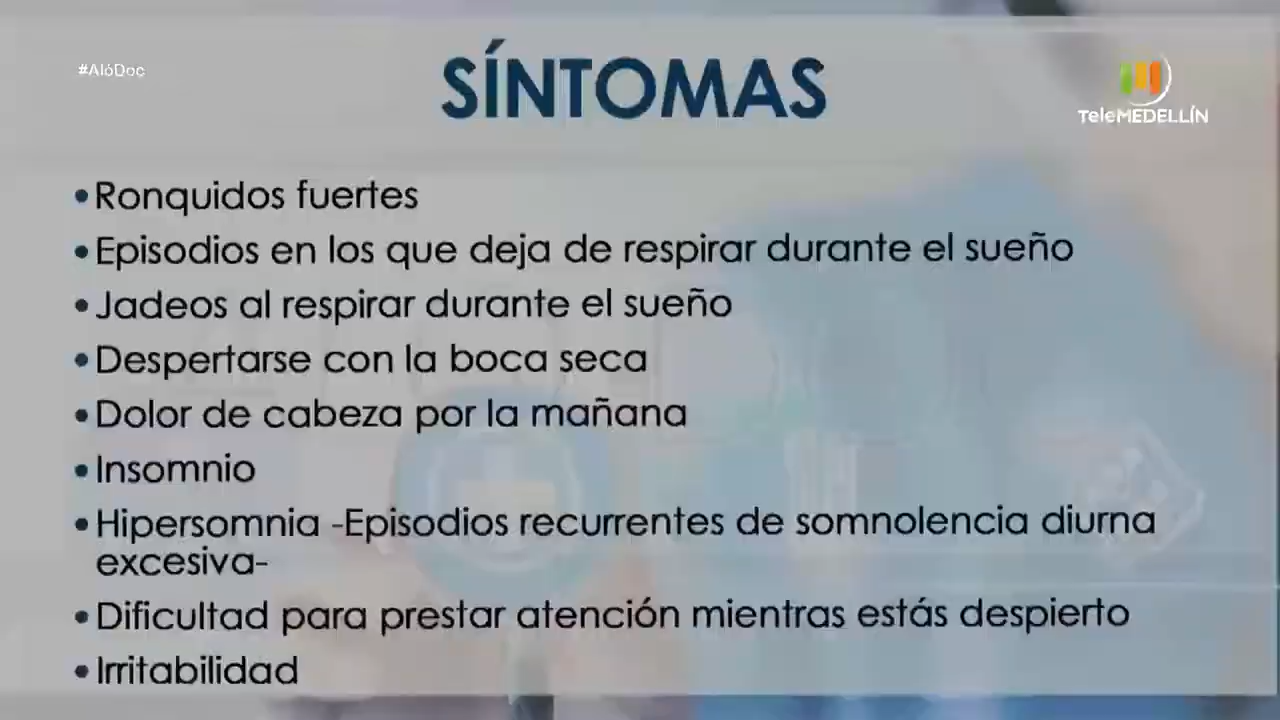 #AlóDoc
SÍNTOMAS
TeleMEDELLÍN
•Ronquidos fuertes
•Episodios en los que deja de respirar durante el sueño
•Jadeos al respirar durante el sueño
•Despertarse con la boca seca
•Dolor de cabeza por la mañana
•Insomnio
•Hipersomnia -Episodios recurrentes de somnolencia diurna
excesiva-
•Dificultad para prestar atención mientras estás despierto
•Irritabilidad